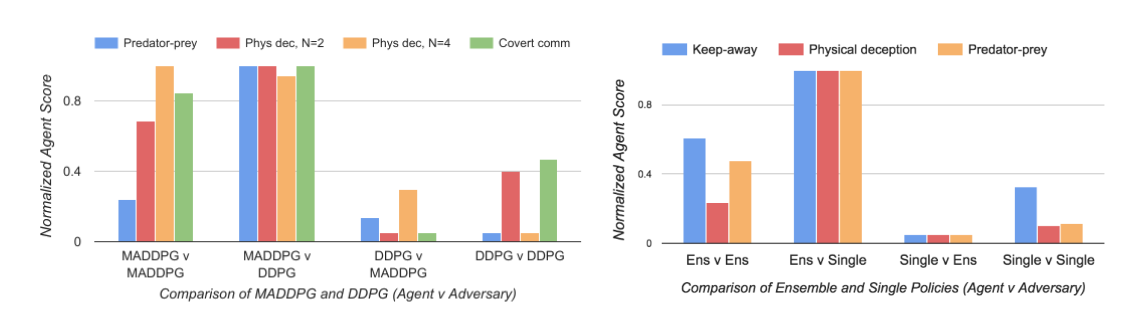 Predator-prey Phys dec, N=2 Phys dec, N=4 Covert comm
Normalized Agent Score
0.8
0.4
0
MADDPG v MADDPG
MADDPG v DDPG
DDPG v MADDPG
DDPG v DDPG
Comparison of MADDPG and DDPG (Agent v Adversary)
Keep-away Physical deception Predator-prey
Normalized Agent Score
0.8
0.4
0
Ens v Ens Ens v Single Single v Ens Single v Single
Comparison of Ensemble and Single Policies (Agent v Adversary)